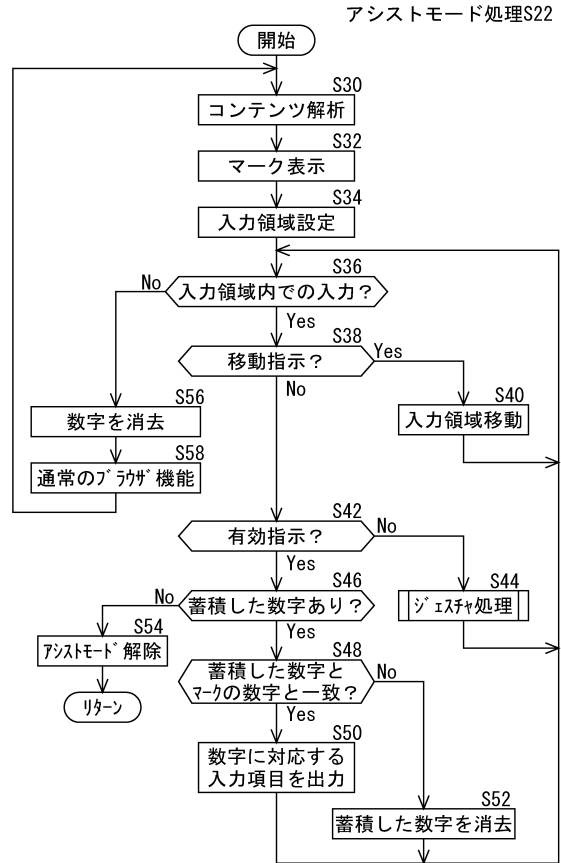 アシストモード処理S22
開始
S30
コンテンツ解析
S32
マーク表示
S34
入力領域設定
S36
No
入力領域内での入力？
Yes
S38
移動指示？
Yes
No
S56
数字を消去
S40
入力領域移動
S58
通常のﾌﾞﾗｳｻﾞ機能
S42
有効指示？
No
Yes
S46
S44
ｼﾞｪｽﾁｬ処理
No
蓄積した数字あり？
Yes
S54
ｱｼｽﾄﾓｰﾄﾞ解除
S48
蓄積した数字と
ﾏｰｸの数字と一致？
No
ﾘﾀｰﾝ
Yes
S50
数字に対応する
入力項目を出力
S52
蓄積した数字を消去